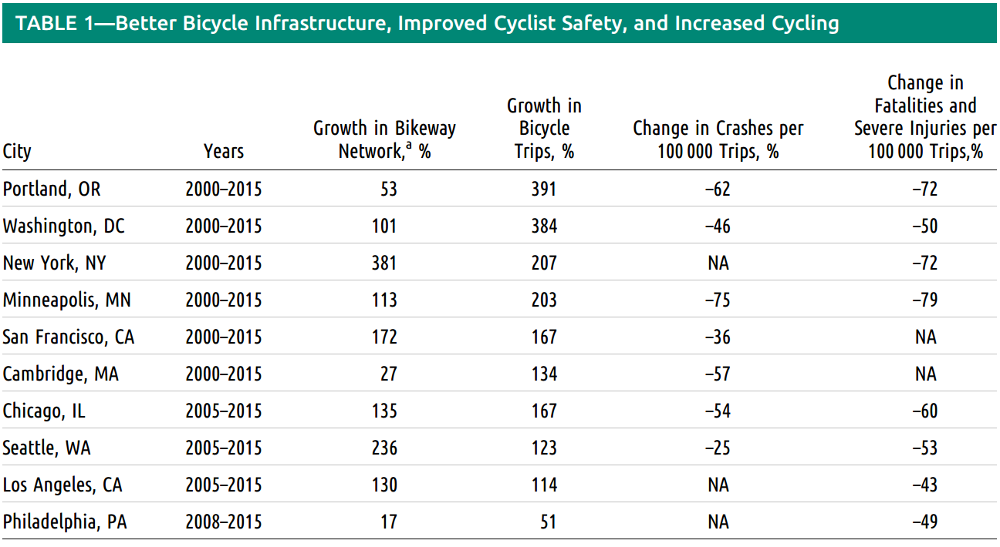 TABLE 1—Better Bicycle Infrastructure, Improved Cyclist Safety, and Increased Cycling
City Years Growth in Bikeway Network,a % Growth in Bicycle Trips, % Change in Crashes per 100 000 Trips, % Change in Fatalities and Severe Injuries per 100 000 Trips,%
Portland, OR 2000–2015 53 391 –62 –72
Washington, DC 2000–2015 101 384 –46 –50
New York, NY 2000–2015 381 207 NA –72
Minneapolis, MN 2000–2015 113 203 –75 –79
San Francisco, CA 2000–2015 172 167 –36 NA
Cambridge, MA 2000–2015 27 134 –57 NA
Chicago, IL 2005–2015 135 167 –54 –60
Seattle, WA 2005–2015 236 123 –25 –53
Los Angeles, CA 2005–2015 130 114 NA –43
Philadelphia, PA 2008–2015 17 51 NA –49